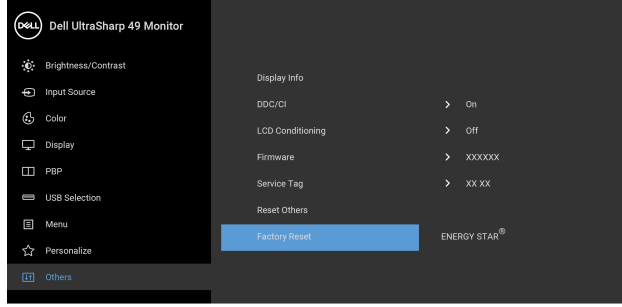 DELL Dell UltraSharp 49 Monitor
Brightness/Contrast
Input Source
Color
Display
PBP
USB Selection
Menu
Personalize
Others
Display Info
DDC/CI > On
LCD Conditioning > Off
Firmware > XXXXXX
Service Tag > XX XX
Reset Others
Factory Reset ENERGY STAR®